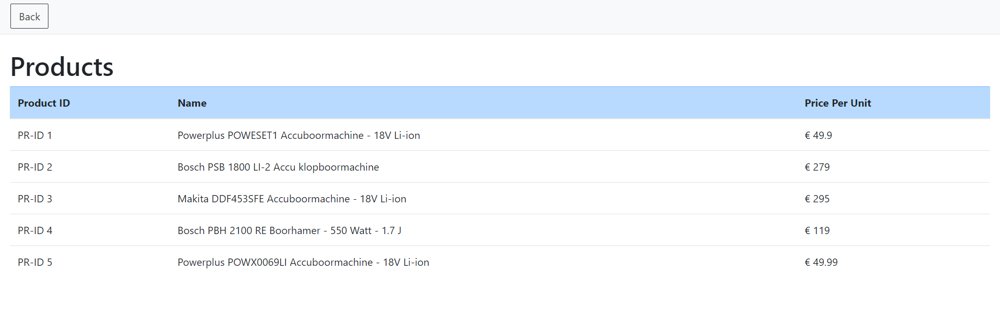 Back
Products
Product ID Name Price Per Unit
PR-ID 1 Powerplus POWESET1 Accuboormachine - 18V Li-ion € 49.9
PR-ID 2 Bosch PSB 1800 LI-2 Accu klopboormachine € 279
PR-ID 3 Makita DDF453SFE Accuboormachine - 18V Li-ion € 295
PR-ID 4 Bosch PBH 2100 RE Boorhamer - 550 Watt - 1.7 J € 119
PR-ID 5 Powerplus POWX0069LI Accuboormachine - 18V Li-ion € 49.99